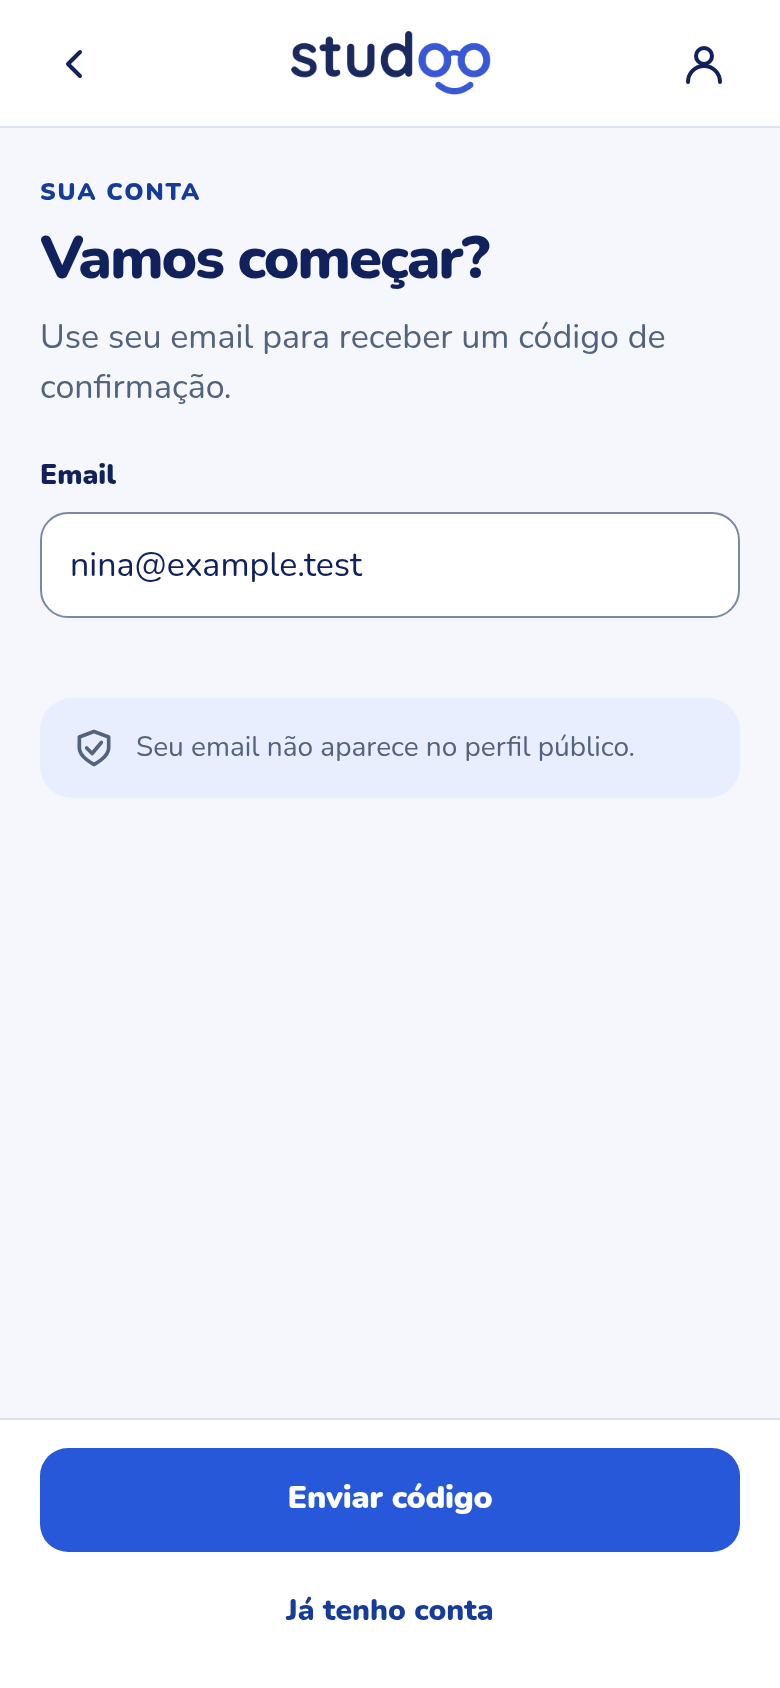 studoo
SUA CONTA
Vamos começar?
Use seu email para receber um código de
confirmação.
Email
nina@example.test
Seu email não aparece no perfil público.
Enviar código
Já tenho conta